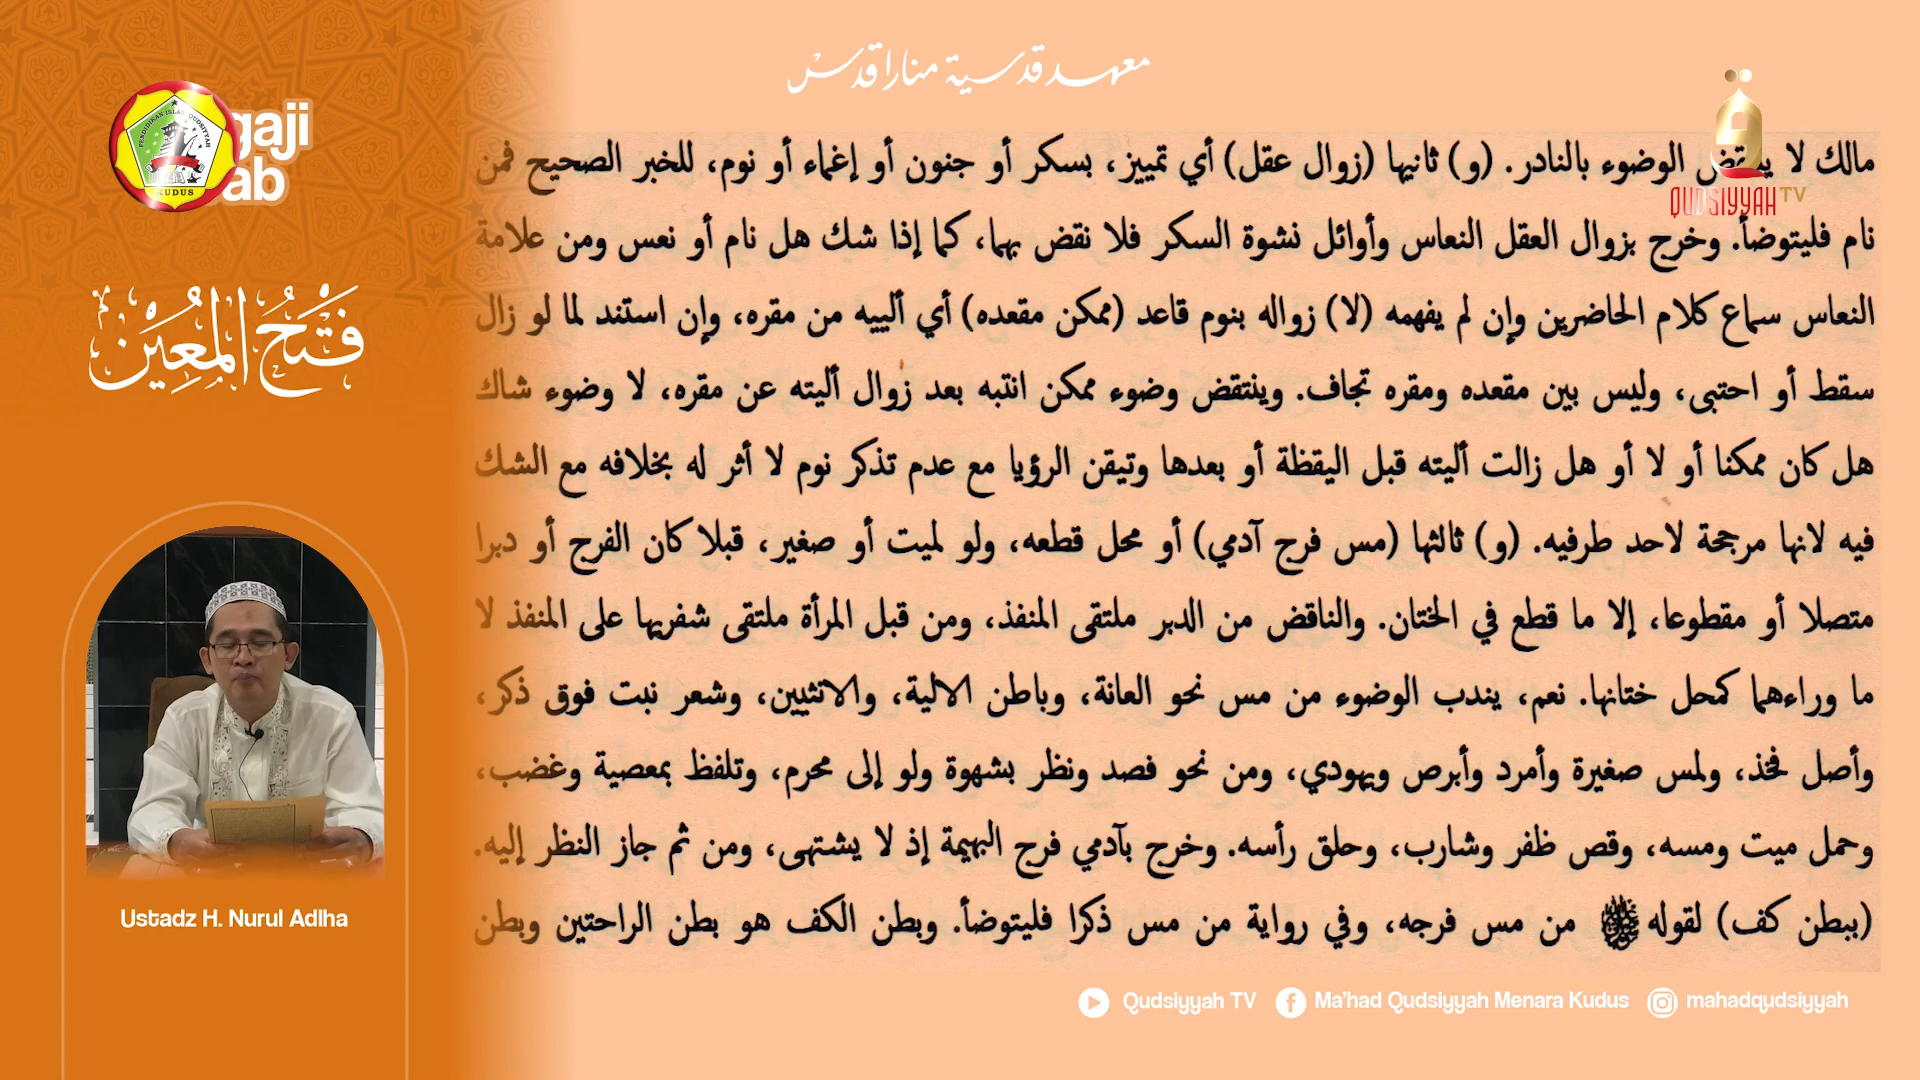 معهد قدسية منارا قدس
gaji
ab
PENDIDIKAN ISLAM QUDSIYYAH
KUDUS
QUDSIYYAH TV
فتح المعين
مالك لا ينقض الوضوء بالنادر. (و) ثانيها (زوال عقل) أي تمييز، بسكر أو جنون أو إغماء أو نوم، للخبر الصحيح فمن
نام فليتوضأ. وخرج بزوال العقل النعاس وأوائل نشوة السكر فلا نقض بهما، كما إذا شك هل نام أو نعس ومن علامة
النعاس سماع كلام الحاضرين وإن لم يفهمه (لا) زواله بنوم قاعد (ممكن مقعده) أي ألييه من مقره، وإن استند لما لو زال
سقط أو احتبى، وليس بين مقعده ومقره تجاف. وينتقض وضوء ممكن انتبه بعد زوال أليته عن مقره، لا وضوء شاك
هل كان ممكنا أو لا أو هل زالت أليته قبل اليقظة أو بعدها وتيقن الرؤيا مع عدم تذكر نوم لا أثر له بخلافه مع الشك
فيه لانها مرجحة لاحد طرفيه. (و) ثالثها (مس فرج آدمي) أو محل قطعه، ولو لميت أو صغير، قبلا كان الفرج أو دبرا
متصلا أو مقطوعا، إلا ما قطع في الختان. والناقض من الدبر ملتقى المنفذ، ومن قبل المرأة ملتقى شفريها على المنفذ لا
ما وراءهما كمحل ختانها. نعم، يندب الوضوء من مس نحو العانة، وباطن الالية، والانثيين، وشعر نبت فوق ذكر،
وأصل فخذ، ولمس صغيرة وأمرد وأبرص ويهودي، ومن نحو فصد ونظر بشهوة ولو إلى محرم، وتلفظ بمعصية وغضب،
وحمل ميت ومسه، وقص ظفر وشارب، وحلق رأسه. وخرج بآدمي فرج البهيمة إذ لا يشتهى، ومن ثم جاز النظر إليه.
(ببطن كف) لقوله ﷺ من مس فرجه، وفي رواية من مس ذكرا فليتوضأ. وبطن الكف هو بطن الراحتين وبطن
Ustadz H. Nurul Adlha
Qudsiyyah TV Ma'had Qudsiyyah Menara Kudus mahadqudsiyyah